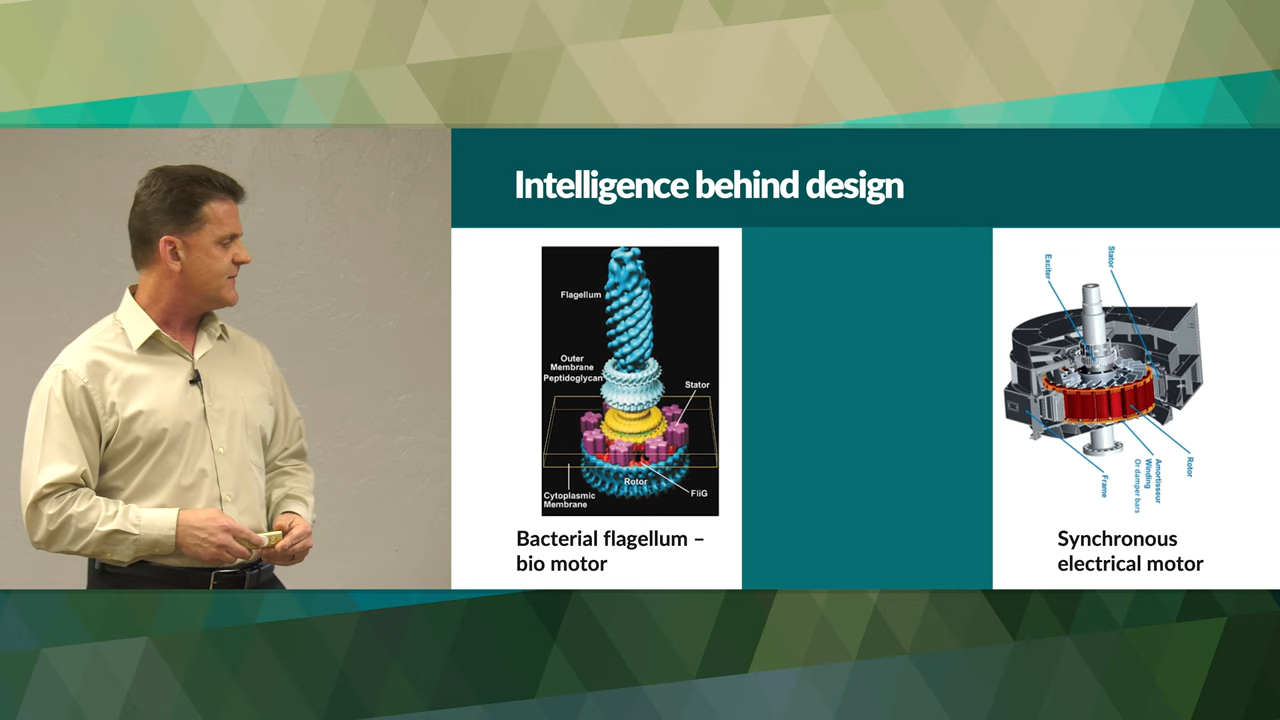 Intelligence behind design
Flagellum
Outer
Membrane
Peptidoglycan
Stator
Rotor
FliG
Cytoplasmic
Membrane
Bacterial flagellum –
bio motor
Exciter
Stator
Frame
Amortisseur
Winding
Or damper bars
Rotor
Synchronous
electrical motor